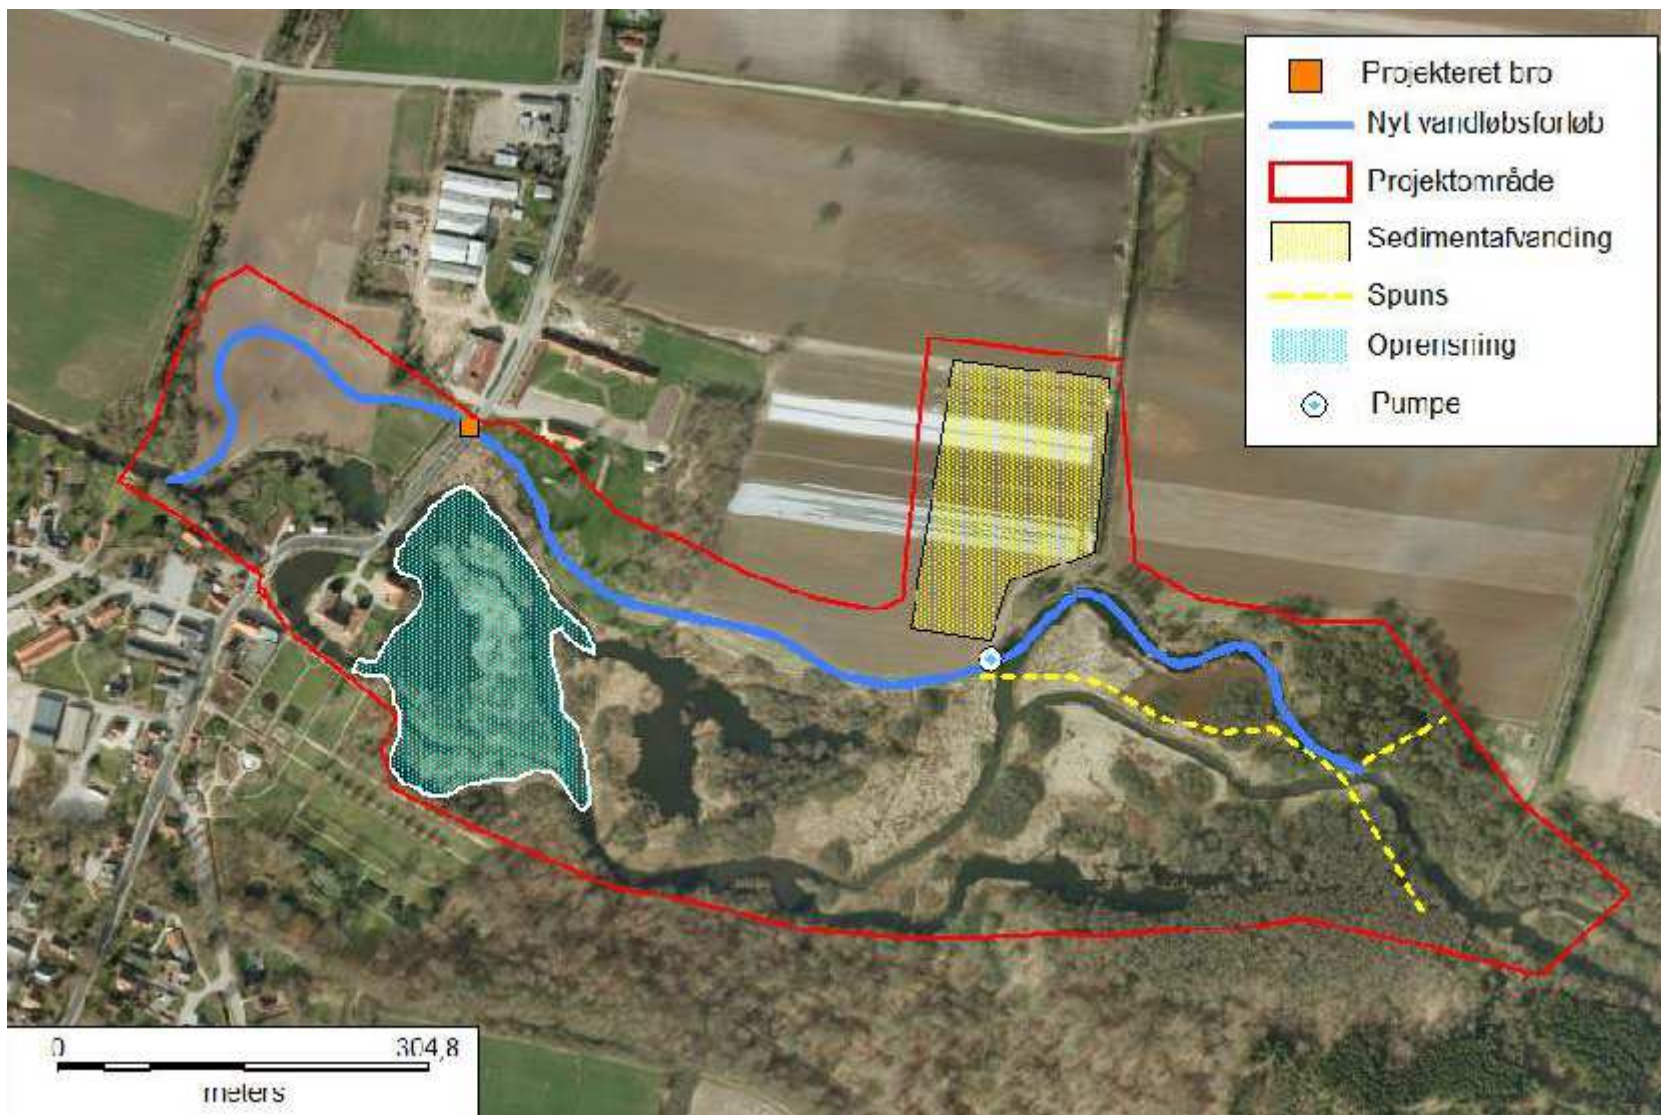 Projekteret bro
Nyt vandløbsforløb
Projektområde
Sedimentafvanding
Spuns
Oprensning
Pumpe
0 304,8
meters